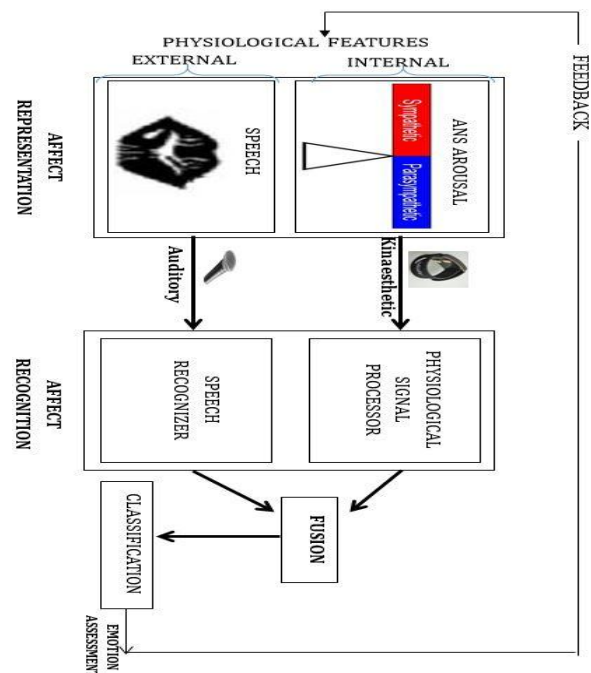 PHYSIOLOGICAL FEATURES
EXTERNAL
INTERNAL
FEEDBACK
AFFECT
REPRESENTATION
SPEECH
ANS AROUSAL
Sympathetic
Parasympathetic
Auditory
Kinaesthetic
AFFECT
RECOGNITION
SPEECH
RECOGNIZER
PHYSIOLOGICAL
SIGNAL
PROCESSOR
FUSION
CLASSIFICATION
EMOTION
ASSESSMENT